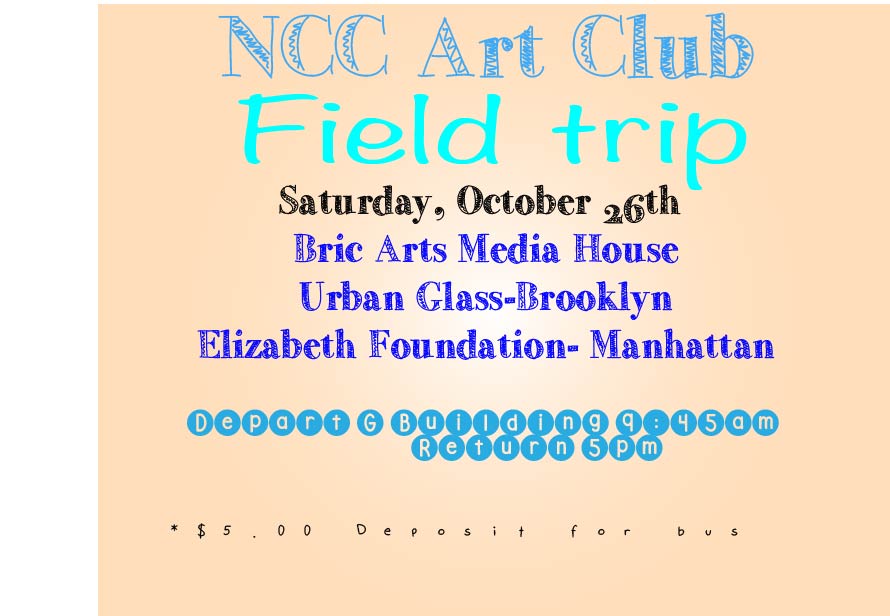 NCC Art Club
Field trip
Saturday, October 26th
Bric Arts Media House
Urban Glass-Brooklyn
Elizabeth Foundation- Manhattan
Depart G Building 9:45am
Return 5pm
*$5.00 Deposit for bus